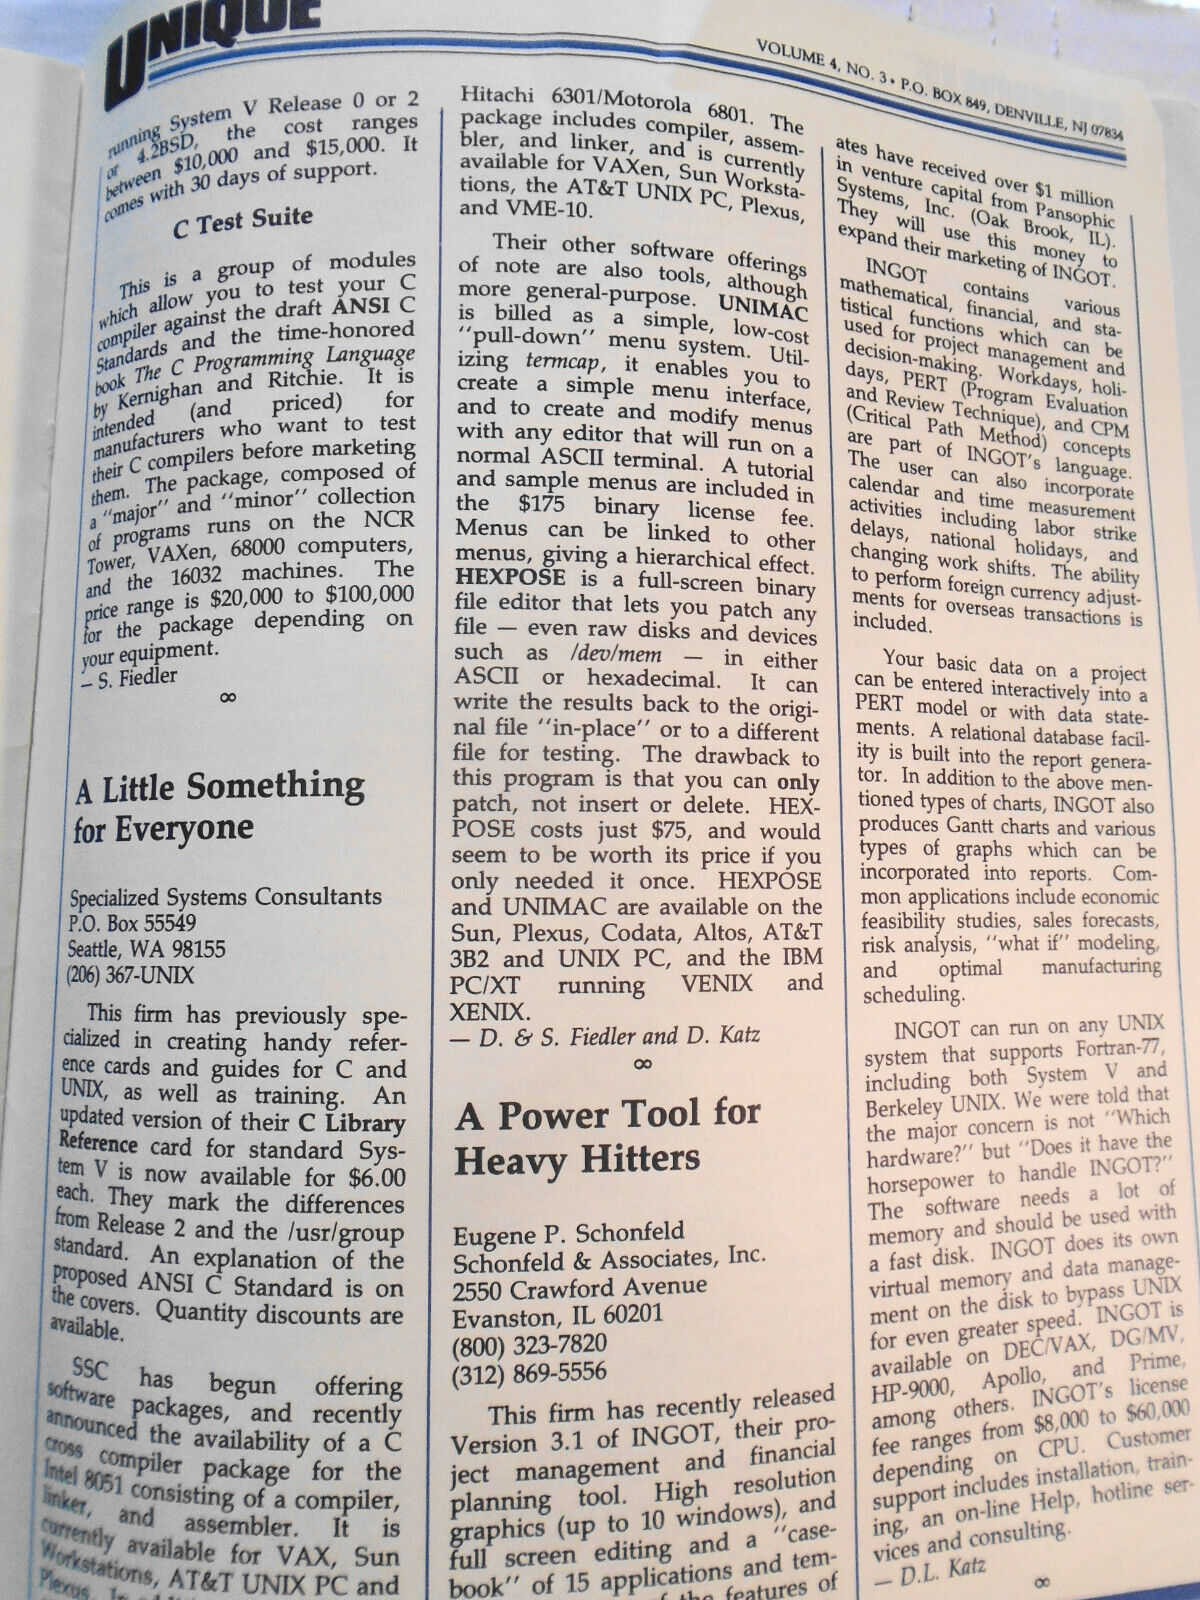 UNIQUE
VOLUME 4, NO. 3 • P.O. BOX 849, DENVILLE, NJ 07834
running System V Release 0 or 2
or 4.2BSD, the cost ranges
between $10,000 and $15,000. It
comes with 30 days of support.
C Test Suite
This is a group of modules
which allow you to test your C
compiler against the draft ANSI C
Standards and the time-honored
book The C Programming Language
by Kernighan and Ritchie. It is
intended (and priced) for
manufacturers who want to test
their C compilers before marketing
them. The package, composed of
a "major" and "minor" collection
of programs runs on the NCR
Tower, VAXen, 68000 computers,
and the 16032 machines. The
price range is $20,000 to $100,000
for the package depending on
your equipment.
— S. Fiedler
∞
A Little Something
for Everyone
Specialized Systems Consultants
P.O. Box 55549
Seattle, WA 98155
(206) 367-UNIX
This firm has previously spe-
cialized in creating handy refer-
ence cards and guides for C and
UNIX, as well as training. An
updated version of their C Library
Reference card for standard Sys-
tem V is now available for $6.00
each. They mark the differences
from Release 2 and the /usr/group
standard. An explanation of the
proposed ANSI C Standard is on
the covers. Quantity discounts are
available.
SSC has begun offering
software packages, and recently
announced the availability of a C
cross compiler package for the
Intel 8051 consisting of a compiler,
linker, and assembler. It is
currently available for VAX, Sun
Workstations, AT&T UNIX PC and
Plexus.
Hitachi 6301/Motorola 6801. The
package includes compiler, assem-
bler, and linker, and is currently
available for VAXen, Sun Worksta-
tions, the AT&T UNIX PC, Plexus,
and VME-10.
Their other software offerings
of note are also tools, although
more general-purpose. UNIMAC
is billed as a simple, low-cost
"pull-down" menu system. Util-
izing termcap, it enables you to
create a simple menu interface,
and to create and modify menus
with any editor that will run on a
normal ASCII terminal. A tutorial
and sample menus are included in
the $175 binary license fee.
Menus can be linked to other
menus, giving a hierarchical effect.
HEXPOSE is a full-screen binary
file editor that lets you patch any
file — even raw disks and devices
such as /dev/mem — in either
ASCII or hexadecimal. It can
write the results back to the origi-
nal file "in-place" or to a different
file for testing. The drawback to
this program is that you can only
patch, not insert or delete. HEX-
POSE costs just $75, and would
seem to be worth its price if you
only needed it once. HEXPOSE
and UNIMAC are available on the
Sun, Plexus, Codata, Altos, AT&T
3B2 and UNIX PC, and the IBM
PC/XT running VENIX and
XENIX.
— D. & S. Fiedler and D. Katz
∞
A Power Tool for
Heavy Hitters
Eugene P. Schonfeld
Schonfeld & Associates, Inc.
2550 Crawford Avenue
Evanston, IL 60201
(800) 323-7820
(312) 869-5556
This firm has recently released
Version 3.1 of INGOT, their pro-
ject management and financial
planning tool. High resolution
graphics (up to 10 windows), and
full screen editing and a "case-
book" of 15 applications and tem-
of the features of
ates have received over $1 million
in venture capital from Pansophic
Systems, Inc. (Oak Brook, IL).
They will use this money to
expand their marketing of INGOT.
INGOT contains various
mathematical, financial, and sta-
tistical functions which can be
used for project management and
decision-making. Workdays, holi-
days, PERT (Program Evaluation
and Review Technique), and CPM
(Critical Path Method) concepts
are part of INGOT's language.
The user can also incorporate
calendar and time measurement
activities including labor strike
delays, national holidays, and
changing work shifts. The ability
to perform foreign currency adjust-
ments for overseas transactions is
included.
Your basic data on a project
can be entered interactively into a
PERT model or with data state-
ments. A relational database facil-
ity is built into the report genera-
tor. In addition to the above men-
tioned types of charts, INGOT also
produces Gantt charts and various
types of graphs which can be
incorporated into reports. Com-
mon applications include economic
feasibility studies, sales forecasts,
risk analysis, "what if" modeling,
and optimal manufacturing
scheduling.
INGOT can run on any UNIX
system that supports Fortran-77,
including both System V and
Berkeley UNIX. We were told that
the major concern is not "Which
hardware?" but "Does it have the
horsepower to handle INGOT?"
The software needs a lot of
memory and should be used with
a fast disk. INGOT does its own
virtual memory and data manage-
ment on the disk to bypass UNIX
for even greater speed. INGOT is
available on DEC/VAX, DG/MV,
HP-9000, Apollo, and Prime,
among others. INGOT's license
fee ranges from $8,000 to $60,000
depending on CPU. Customer
support includes installation, train-
ing, an on-line Help, hotline ser-
vices and consulting.
— D.L. Katz
∞